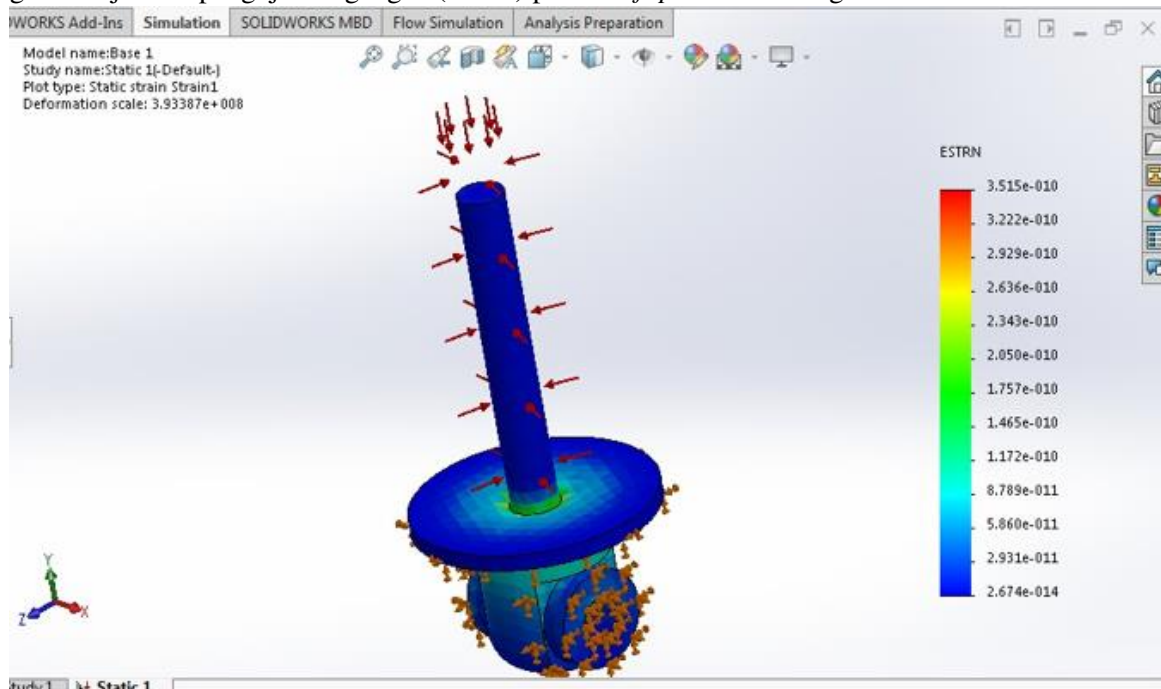 WORKS Add-Ins Simulation SOLIDWORKS MBD Flow Simulation Analysis Preparation
Model name:Base 1
Study name:Static 1(-Default-)
Plot type: Static strain Strain1
Deformation scale: 3.93387e+008
ESTRN
3.515e-010
3.222e-010
2.929e-010
2.636e-010
2.343e-010
2.050e-010
1.757e-010
1.465e-010
1.172e-010
8.789e-011
5.860e-011
2.931e-011
2.674e-014
Y
Z X
Static 1